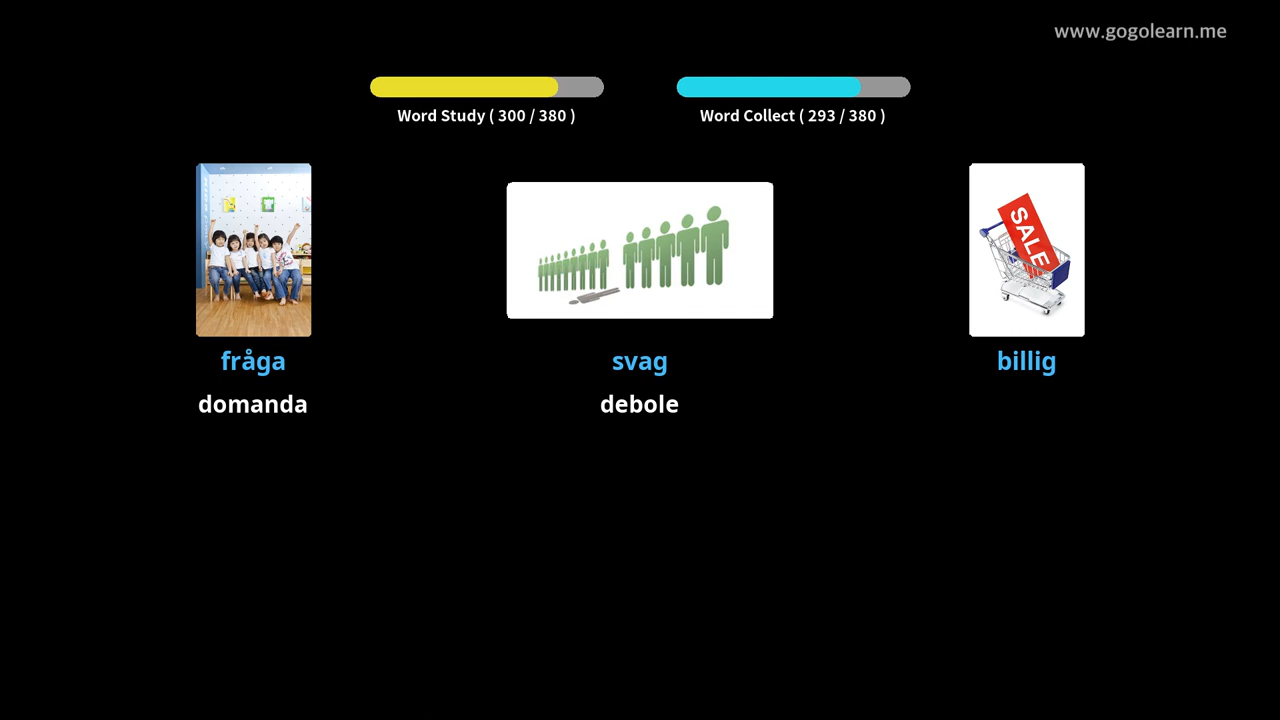 www.gogolearn.me
Word Study ( 300 / 380 )
Word Collect ( 293 / 380 )
SALE
fråga
svag
billig
domanda
debole